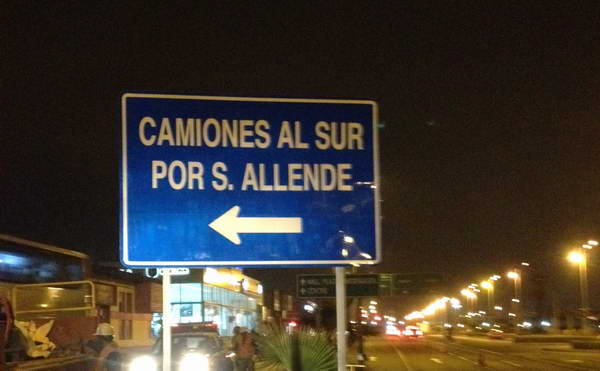 CAMIONES AL SUR
POR S. ALLENDE